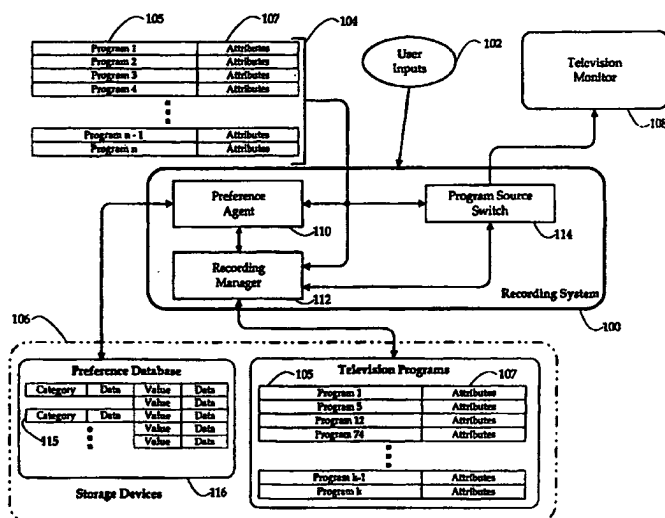 105
107
104
102
Program 1 Attributes
Program 2 Attributes
Program 3 Attributes
Program 4 Attributes
Program n - 1 Attributes
Program n Attributes
User
Inputs
Television
Monitor
108
Preference
Agent
110
Program Source
Switch
114
Recording
Manager
112
Recording System
100
106
Preference Database
Category Data Value Data
Value Data
Category Data Value Data
Value Data
Value Data
115
116
Storage Devices
Television Programs
105
107
Program 1 Attributes
Program 5 Attributes
Program 12 Attributes
Program 74 Attributes
Program k-1 Attributes
Program k Attributes